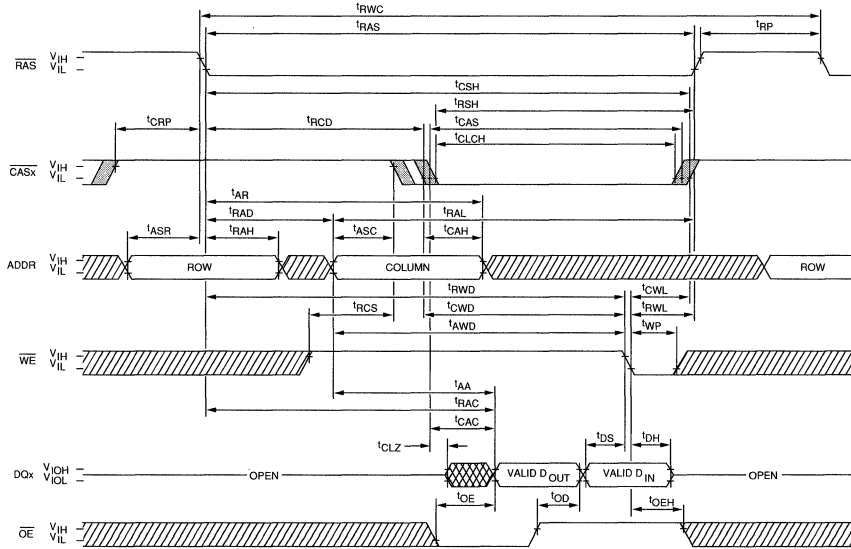 tRWC
tRAS
tRP
RAS VIH
VIL
tCSH
tRSH
tCRP tRCD tCAS
tCLCH
CASx VIH
VIL
tAR
tRAD tRAL
tASR tRAH tASC tCAH
ADDR VIH
VIL
ROW COLUMN ROW
tRWD tCWL
tRCS tCWD tRWL
tAWD tWP
WE VIH
VIL
tAA
tRAC
tCAC
tCLZ tDS tDH
DQx VIOH
VIOL
OPEN VALID DOUT VALID DIN OPEN
tOE tOD tOEH
OE VIH
VIL